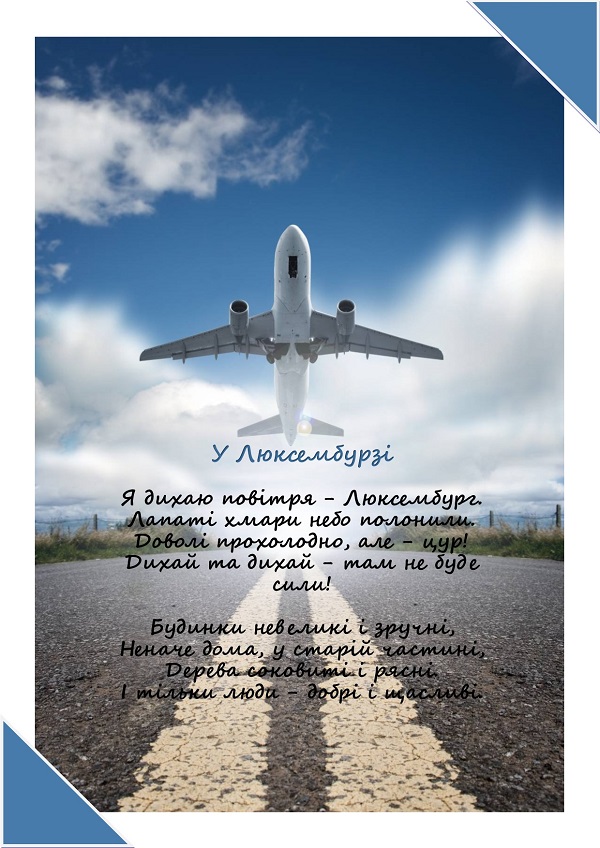 У Люксембурзі
Я дихаю повітря – Люксембург.
Лапаті хмари небо полонили.
Доволі прохолодно, але – цур!
Дихай та дихай – там не буде
сили!
Будинки невеликі і зручні,
Неначе дома, у старій частині,
Дерева соковиті і рясні.
І тільки люди – добрі і щасливі.